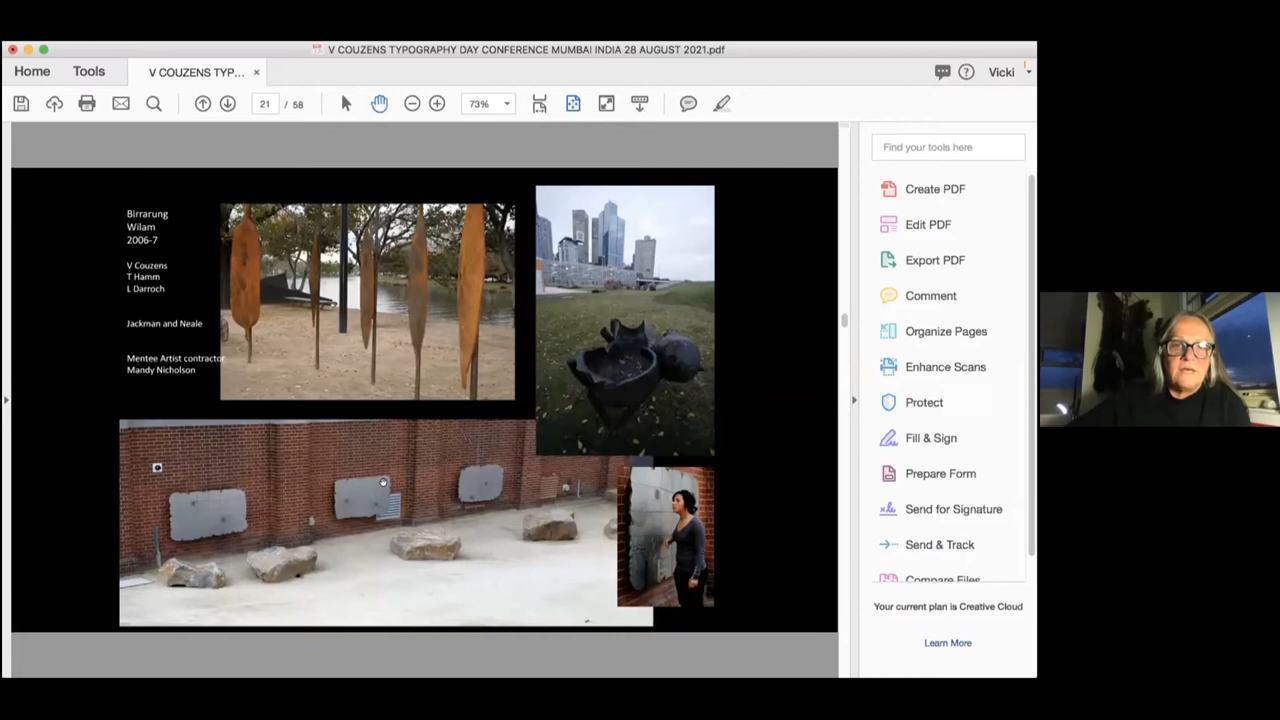 V COUZENS TYPOGRAPHY DAY CONFERENCE MUMBAI INDIA 28 AUGUST 2021.pdf
Home
Tools
V COUZENS TYP...
×
Vicki
21 / 58
73%
Find your tools here
Birrarung
Wilam
2006-7
V Couzens
T Hamm
L Darroch
Jackman and Neale
Mentee Artist contractor
Mandy Nicholson
Create PDF
Edit PDF
Export PDF
Comment
Organize Pages
Enhance Scans
Protect
Fill & Sign
Prepare Form
Send for Signature
Send & Track
Compare Files
Your current plan is Creative Cloud
Learn More